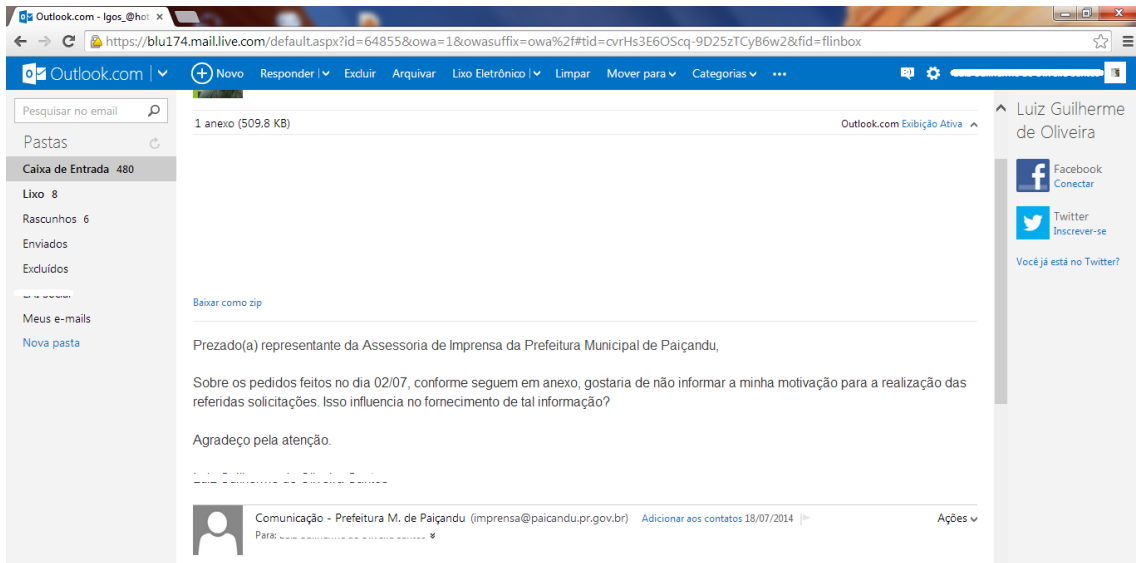 Outlook.com - lgos_@hot ×
https://blu174.mail.live.com/default.aspx?id=64855&owa=1&owasuffix=owa%2f#tid=cvrHs3E6OScq-9D25zTCyB6w2&fid=flinbox
Outlook.com
Novo Responder Excluir Arquivar Lixo Eletrônico Limpar Mover para Categorias •••
Pesquisar no email
Pastas
Caixa de Entrada 480
Lixo 8
Rascunhos 6
Enviados
Excluídos
Meus e-mails
Nova pasta
1 anexo (509,8 KB)
Outlook.com Exibição Ativa
Baixar como zip
Prezado(a) representante da Assessoria de Imprensa da Prefeitura Municipal de Paiçandu,
Sobre os pedidos feitos no dia 02/07, conforme seguem em anexo, gostaria de não informar a minha motivação para a realização das
referidas solicitações. Isso influencia no fornecimento de tal informação?
Agradeço pela atenção.
Comunicação - Prefeitura M. de Paiçandu (imprensa@paicandu.pr.gov.br) Adicionar aos contatos 18/07/2014
Ações
Para:
Luiz Guilherme
de Oliveira
Facebook
Conectar
Twitter
Inscrever-se
Você já está no Twitter?